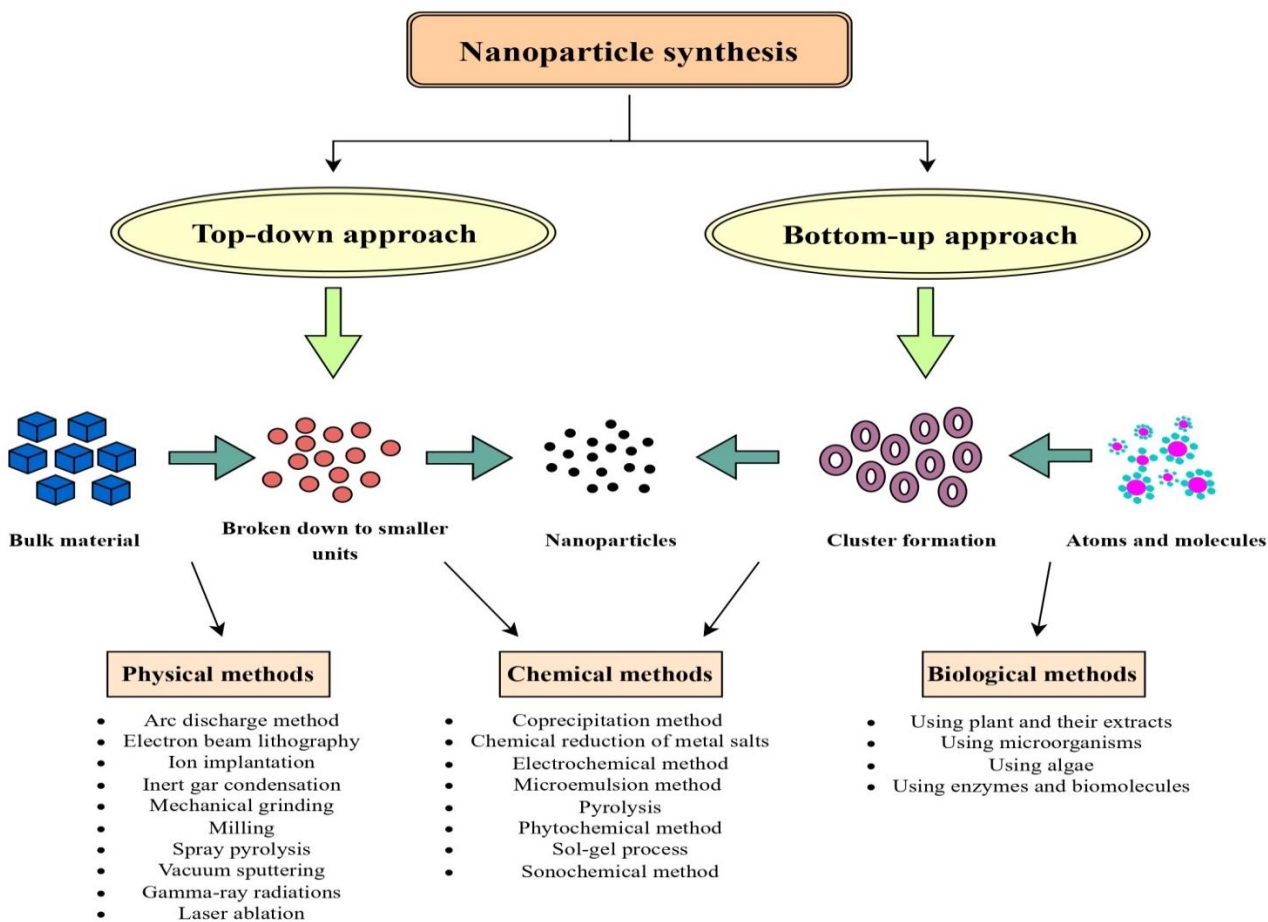 Nanoparticle synthesis
Top-down approach
Bottom-up approach
Bulk material
Broken down to smaller
units
Nanoparticles
Cluster formation
Atoms and molecules
Physical methods
• Arc discharge method
• Electron beam lithography
• Ion implantation
• Inert gar condensation
• Mechanical grinding
• Milling
• Spray pyrolysis
• Vacuum sputtering
• Gamma-ray radiations
• Laser ablation
Chemical methods
• Coprecipitation method
• Chemical reduction of metal salts
• Electrochemical method
• Microemulsion method
• Pyrolysis
• Phytochemical method
• Sol-gel process
• Sonochemical method
Biological methods
• Using plant and their extracts
• Using microorganisms
• Using algae
• Using enzymes and biomolecules